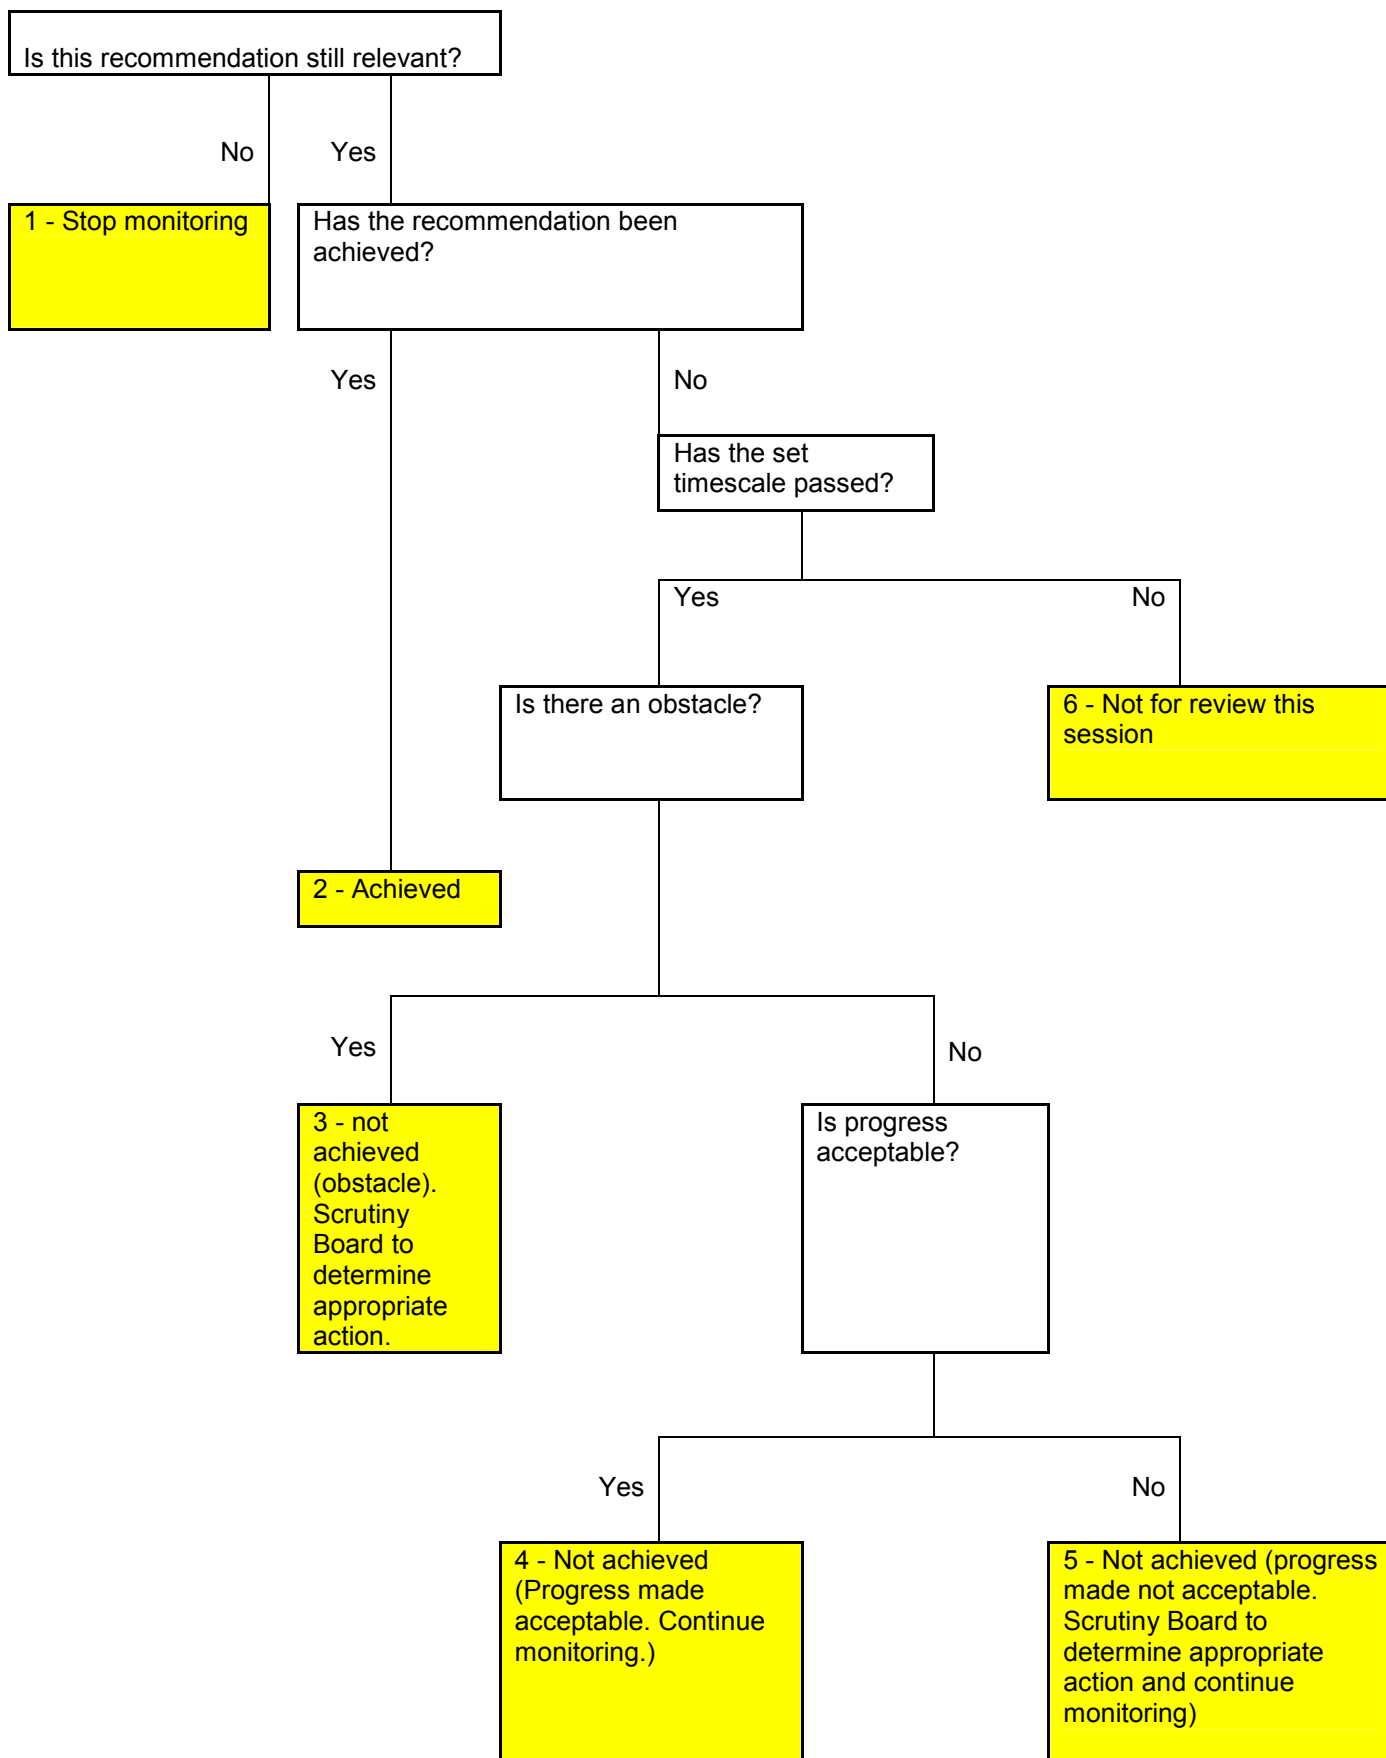 Is this recommendation still relevant?
No
Yes
1 - Stop monitoring
Has the recommendation been
achieved?
Yes
No
Has the set
timescale passed?
Yes
No
Is there an obstacle?
6 - Not for review this
session
2 - Achieved
Yes
No
3 - not
achieved
(obstacle).
Scrutiny
Board to
determine
appropriate
action.
Is progress
acceptable?
Yes
No
4 - Not achieved
(Progress made
acceptable. Continue
monitoring.)
5 - Not achieved (progress
made not acceptable.
Scrutiny Board to
determine appropriate
action and continue
monitoring)